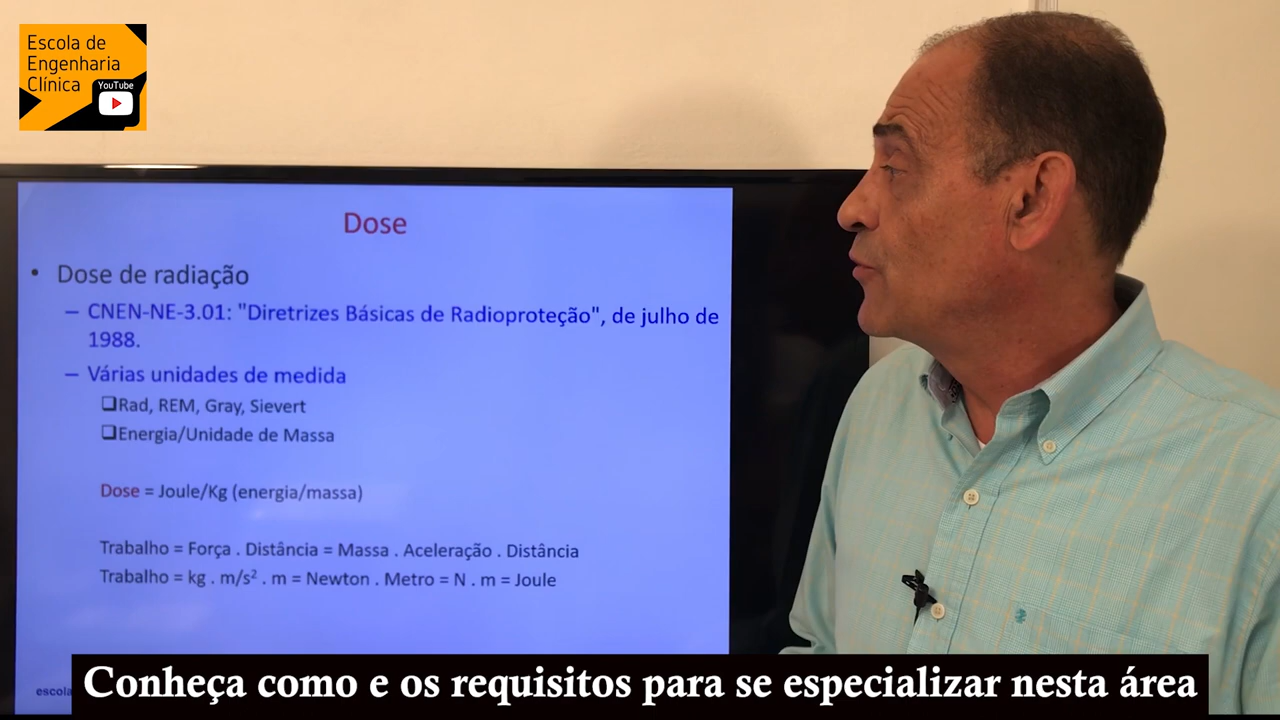 Escola de
Engenharia
Clínica
YouTube
Dose
• Dose de radiação
– CNEN-NE-3.01: "Diretrizes Básicas de Radioproteção", de julho de
1988.
– Várias unidades de medida
❑Rad, REM, Gray, Sievert
❑Energia/Unidade de Massa
Dose = Joule/Kg (energia/massa)
Trabalho = Força . Distância = Massa . Aceleração . Distância
Trabalho = kg . m/s² . m = Newton . Metro = N . m = Joule
escola
Conheça como e os requisitos para se especializar nesta área